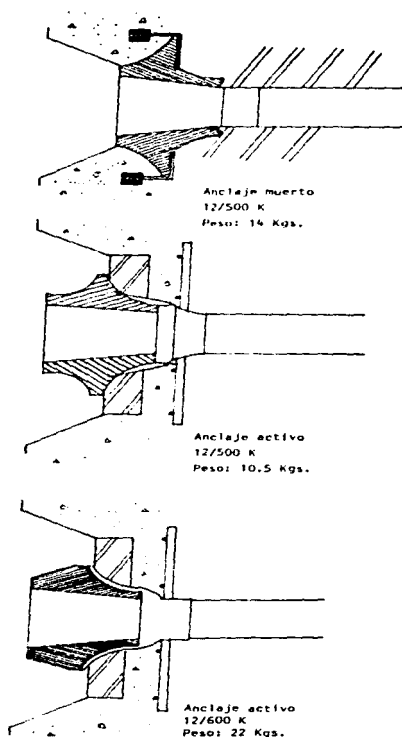 Anclaje muerto
12/500 K
Peso: 14 Kgs.
Anclaje activo
12/500 K
Peso: 10.5 Kgs.
Anclaje activo
12/600 K
Peso: 22 Kgs.